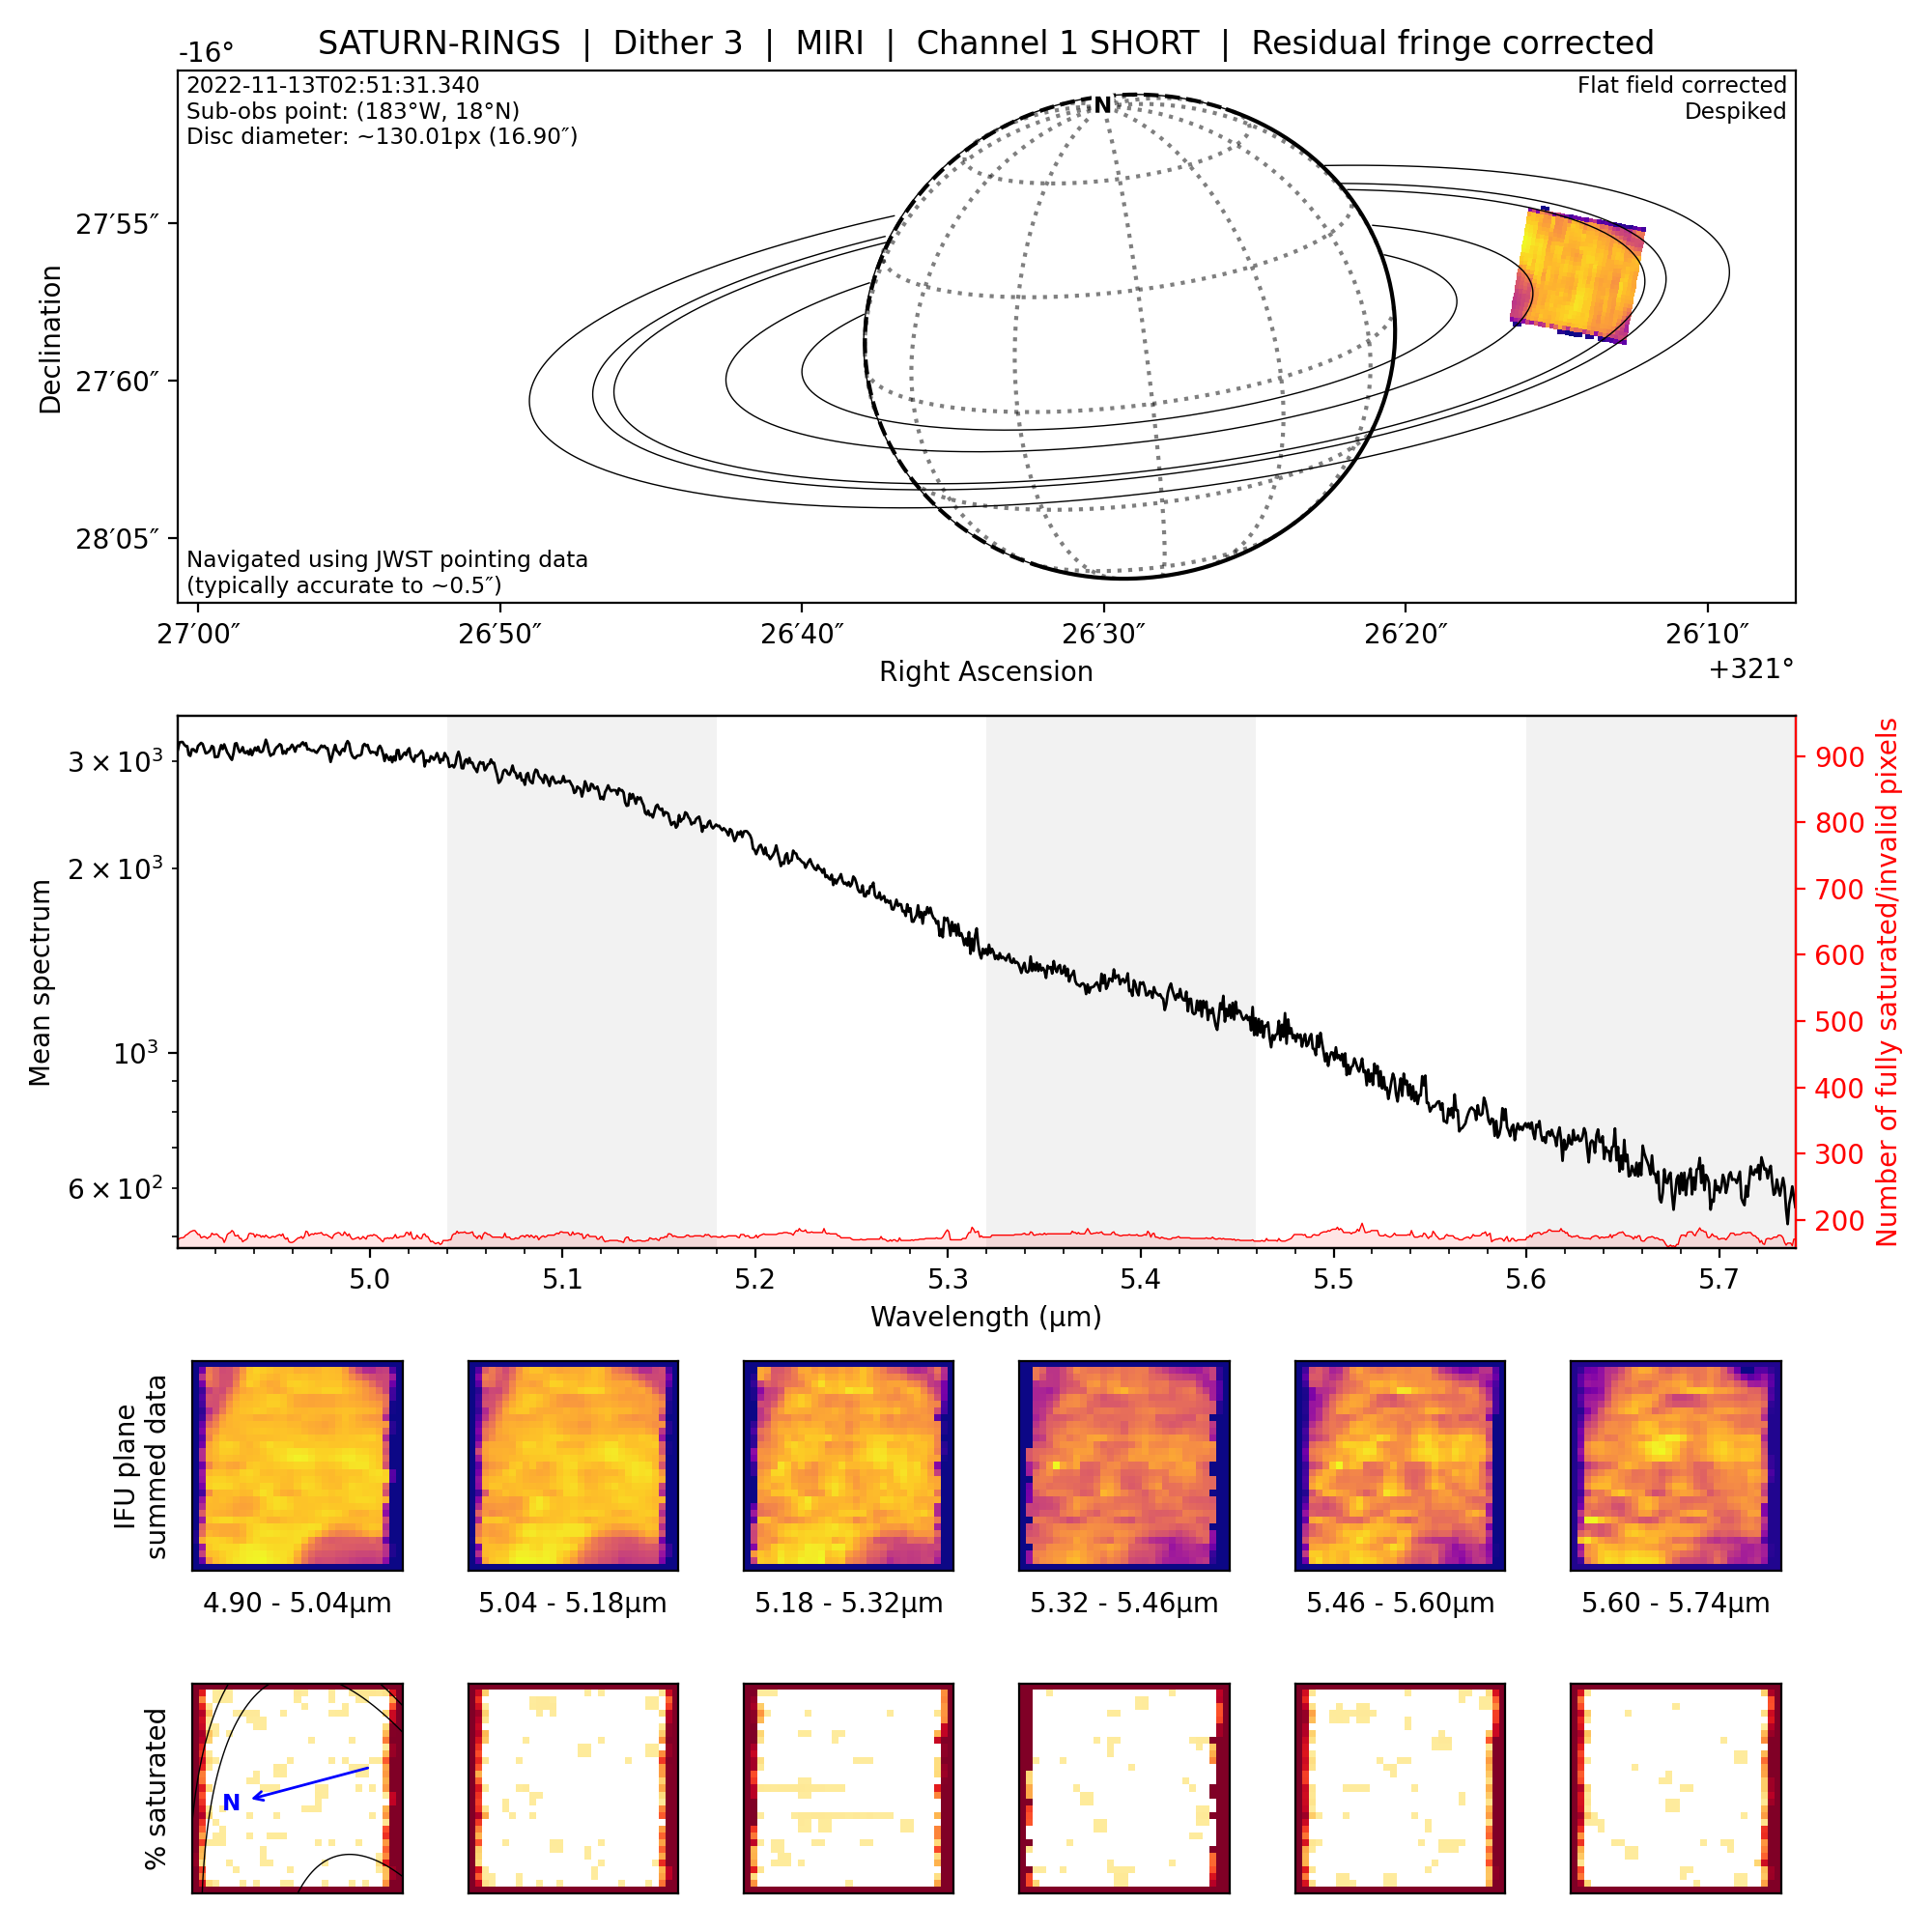 SATURN-RINGS | Dither 3 | MIRI | Channel 1 SHORT | Residual fringe corrected
-16°
2022-11-13T02:51:31.340
Sub-obs point: (183°W, 18°N)
Disc diameter: ~130.01px (16.90″)
Flat field corrected
Despiked
N
Declination
27′55″
27′60″
28′05″
Navigated using JWST pointing data
(typically accurate to ~0.5″)
27′00″ 26′50″ 26′40″ 26′30″ 26′20″ 26′10″
Right Ascension
+321°
Mean spectrum
3 × 10³
2 × 10³
10³
6 × 10²
Number of fully saturated/invalid pixels
900
800
700
600
500
400
300
200
5.0 5.1 5.2 5.3 5.4 5.5 5.6 5.7
Wavelength (µm)
IFU plane
summed data
4.90 - 5.04µm 5.04 - 5.18µm 5.18 - 5.32µm 5.32 - 5.46µm 5.46 - 5.60µm 5.60 - 5.74µm
% saturated
N